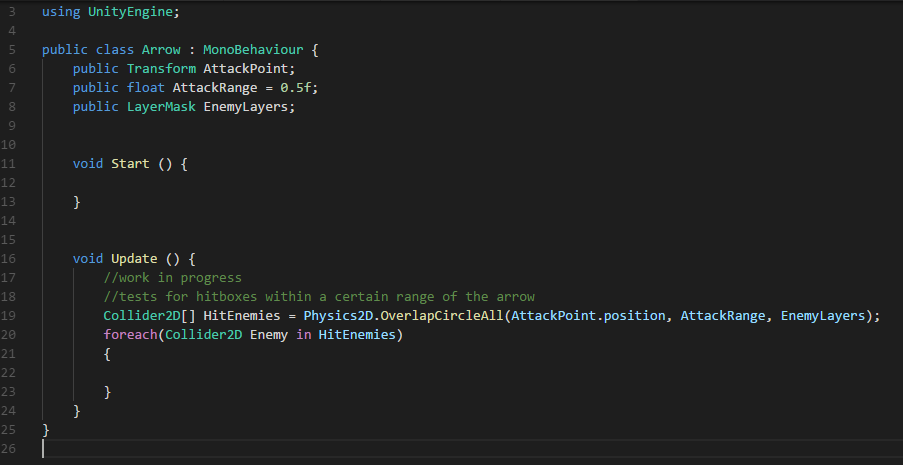 3 using UnityEngine;
4
5 public class Arrow : MonoBehaviour {
6 public Transform AttackPoint;
7 public float AttackRange = 0.5f;
8 public LayerMask EnemyLayers;
9
10
11 void Start () {
12
13 }
14
15
16 void Update () {
17 //work in progress
18 //tests for hitboxes within a certain range of the arrow
19 Collider2D[] HitEnemies = Physics2D.OverlapCircleAll(AttackPoint.position, AttackRange, EnemyLayers);
20 foreach(Collider2D Enemy in HitEnemies)
21 {
22
23 }
24 }
25 }
26